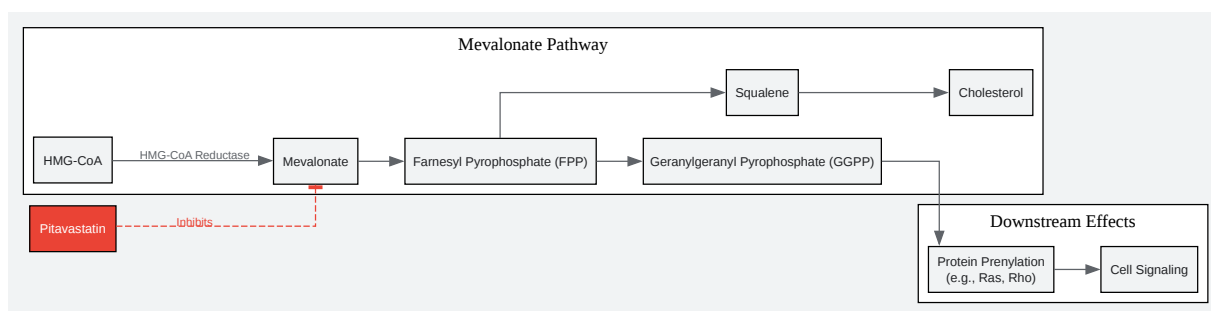 Mevalonate Pathway
Squalene
Cholesterol
HMG-CoA
HMG-CoA Reductase
Mevalonate
Farnesyl Pyrophosphate (FPP)
Geranylgeranyl Pyrophosphate (GGPP)
Pitavastatin
Inhibits
Downstream Effects
Protein Prenylation
(e.g., Ras, Rho)
Cell Signaling